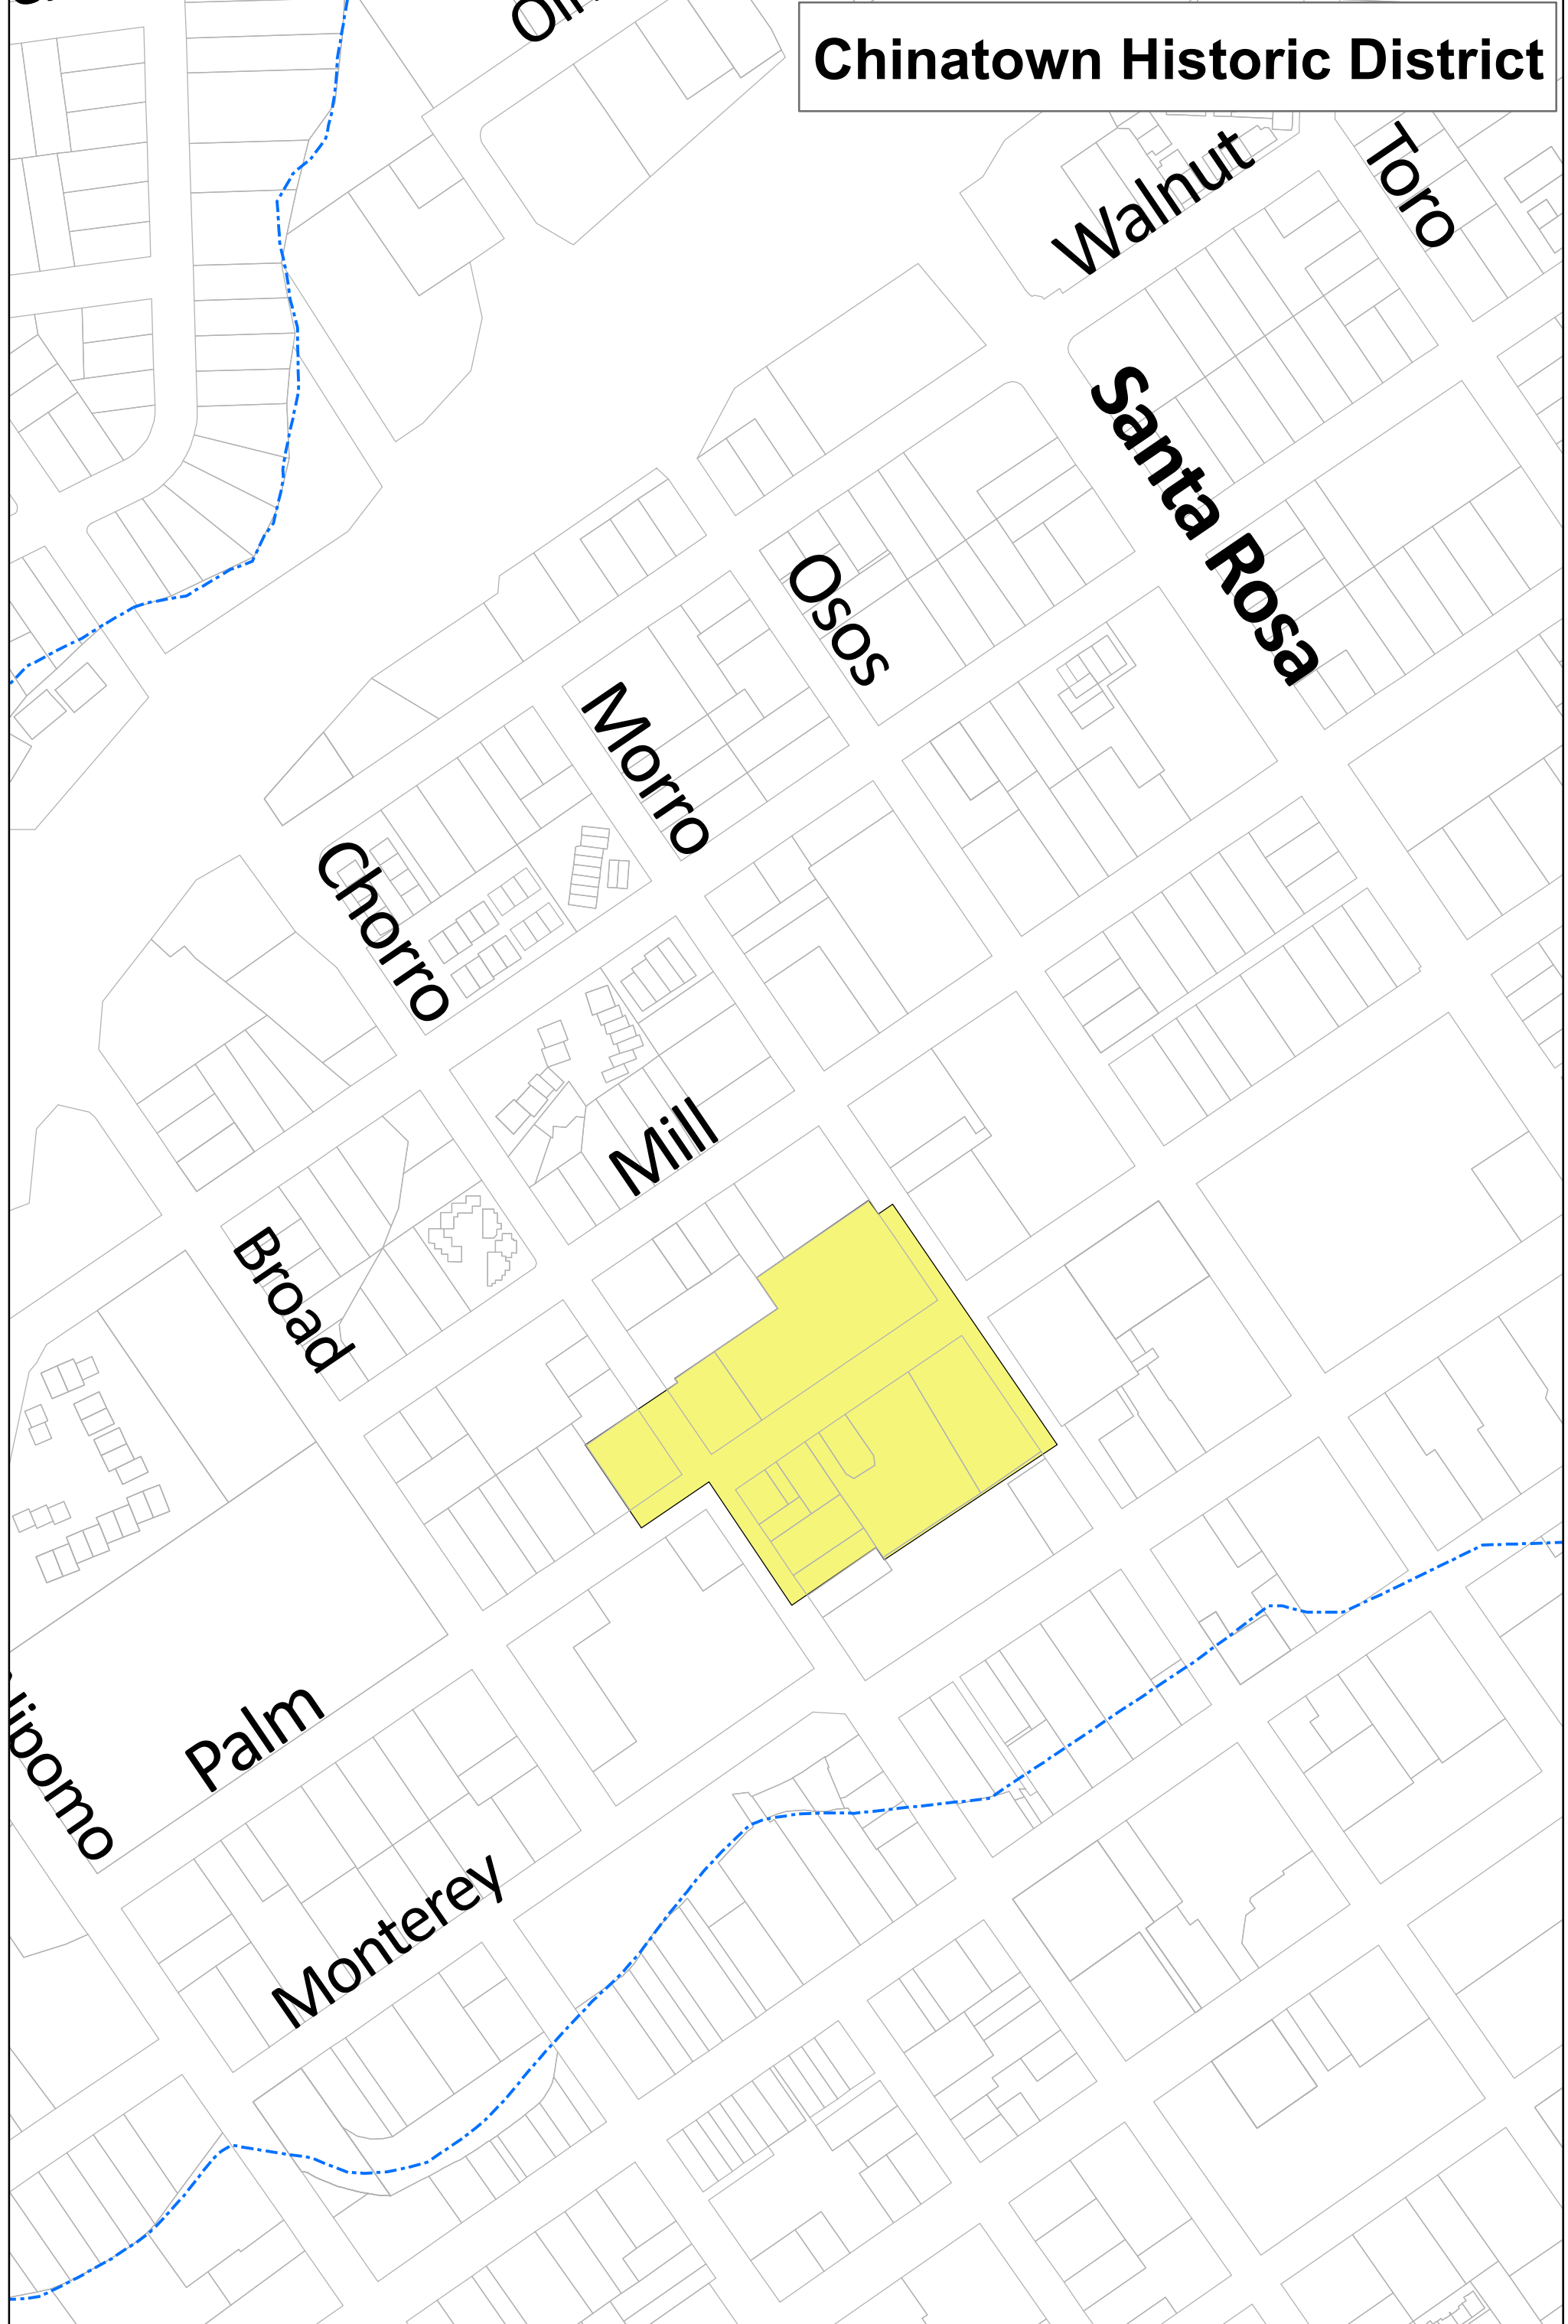 Chinatown Historic District
Walnut
Toro
Santa Rosa
Osos
Morro
Chorro
Mill
Broad
Palm
Monterey